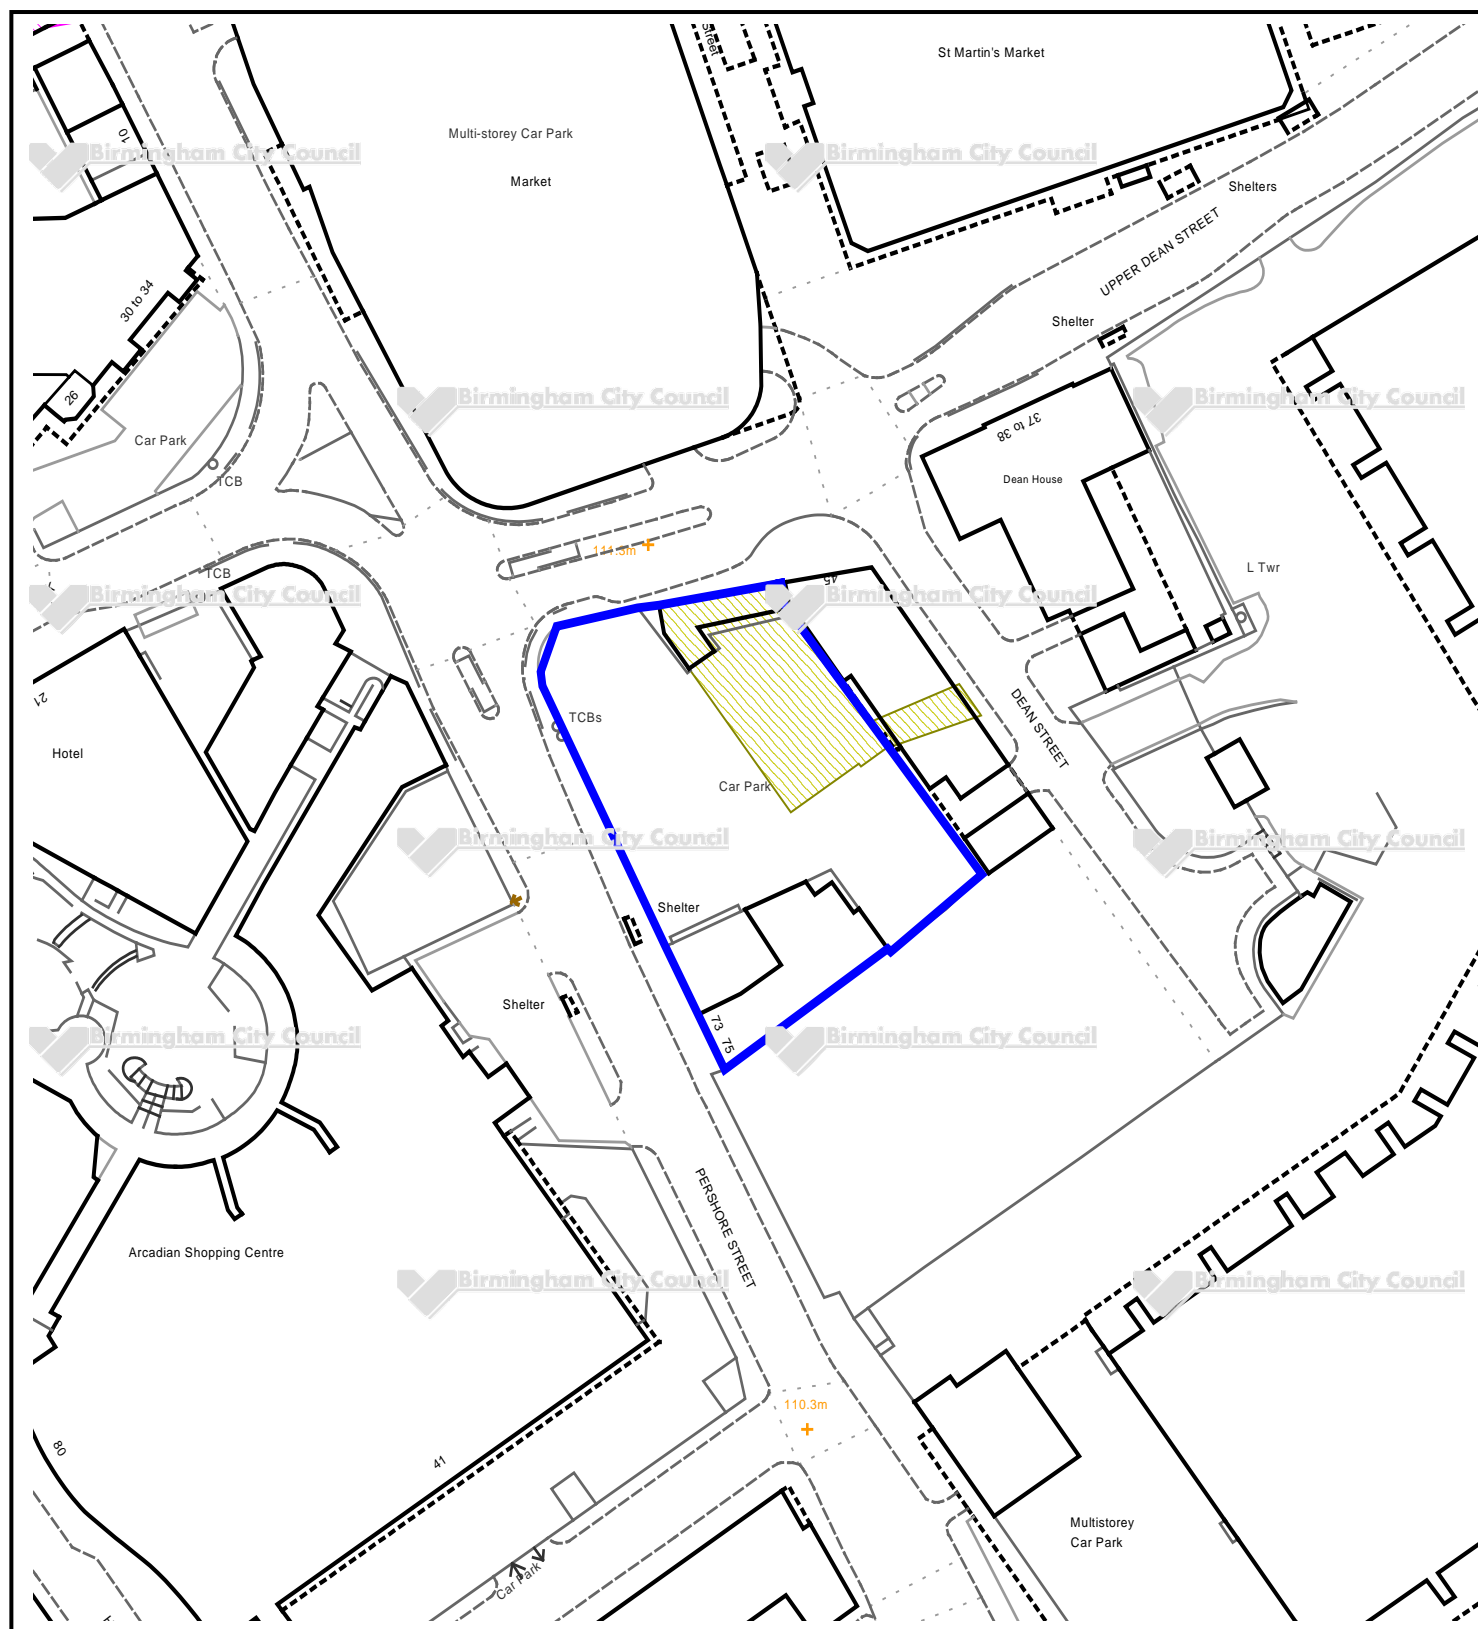 Street
St Martin's Market
Multi-storey Car Park
Market
10
Birmingham City Council
Birmingham City Council
Shelters
UPPER DEAN STREET
30 to 34
Shelter
26
Birmingham City Council
Birmingham City Council
37 to 38
Car Park
TCB
Dean House
111.3m
TCB
L Twr
45
Birmingham City Council
Birmingham City Council
21
DEAN STREET
TCBs
Hotel
Car Park
Birmingham City Council
Birmingham City Council
Shelter
Shelter
73
75
Birmingham City Council
Birmingham City Council
PERSHORE STREET
Arcadian Shopping Centre
Birmingham City Council
Birmingham City Council
110.3m
80
41
Multistorey
Car Park
Car Park